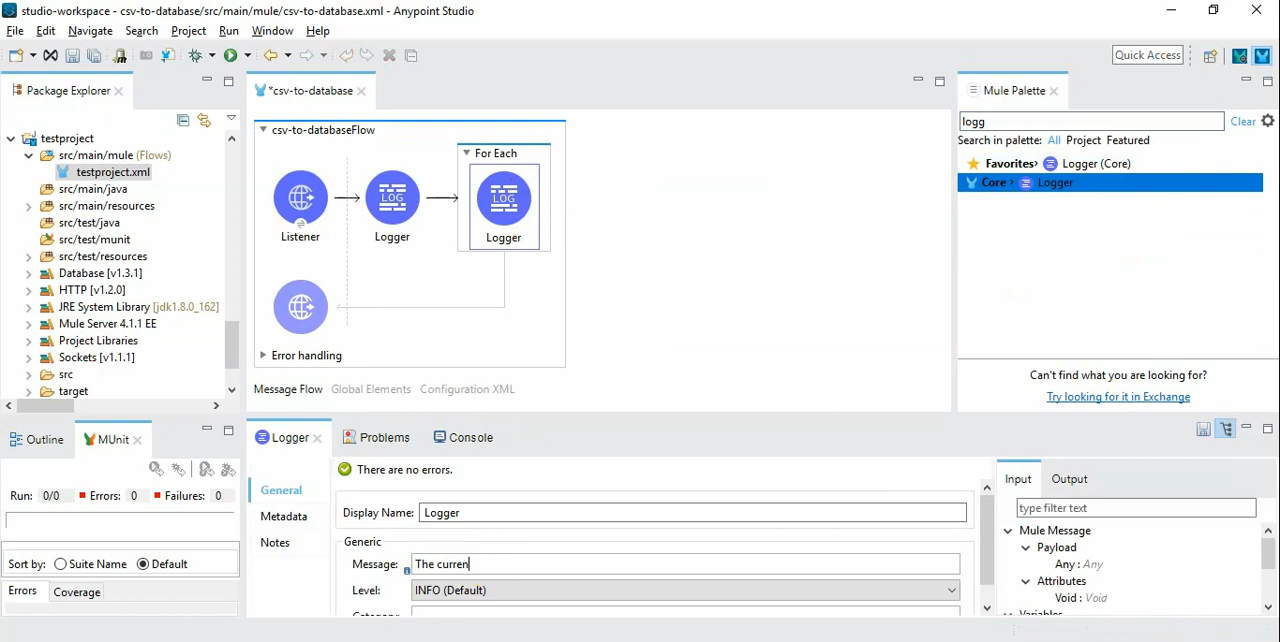 studio-workspace - csv-to-database/src/main/mule/csv-to-database.xml - Anypoint Studio
File Edit Navigate Search Project Run Window Help
Quick Access
Package Explorer
testproject
src/main/mule (Flows)
testproject.xml
src/main/java
src/main/resources
src/test/java
src/test/munit
src/test/resources
Database [v1.3.1]
HTTP [v1.2.0]
JRE System Library [jdk1.8.0_162]
Mule Server 4.1.1 EE
Project Libraries
Sockets [v1.1.1]
src
target
*csv-to-database
csv-to-databaseFlow
For Each
LOG
LOG
Listener
Logger
Logger
Error handling
Message Flow Global Elements Configuration XML
Mule Palette
logg
Clear
Search in palette: All Project Featured
Favorites> Logger (Core)
Core > Logger
Can't find what you are looking for?
Try looking for it in Exchange
Outline
MUnit
Run: 0/0 Errors: 0 Failures: 0
Sort by: Suite Name Default
Errors Coverage
Logger
Problems
Console
There are no errors.
General
Metadata
Notes
Display Name: Logger
Generic
Message: The curren
Level: INFO (Default)
Category:
Input Output
type filter text
Mule Message
Payload
Any : Any
Attributes
Void : Void
Variables